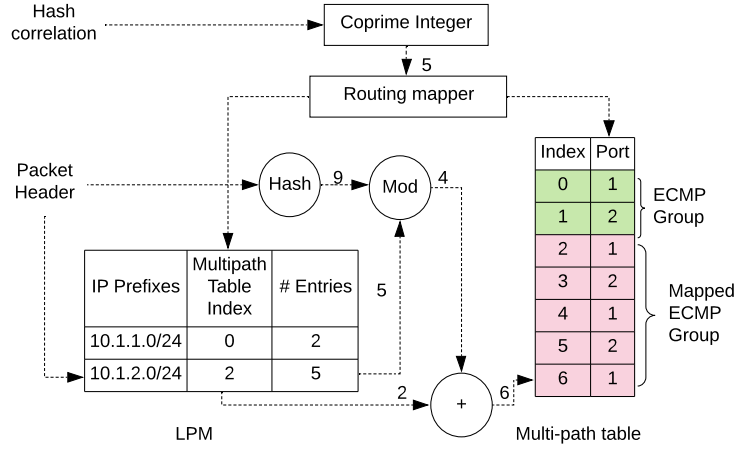 Hash
correlation
Coprime Integer
5
Routing mapper
Packet
Header
Hash
9
Mod
4
Index Port
0 1
1 2
2 1
3 2
4 1
5 2
6 1
ECMP
Group
Mapped
ECMP
Group
IP Prefixes
Multipath
Table
Index
# Entries
10.1.1.0/24 0 2
10.1.2.0/24 2 5
5
2
+
6
LPM
Multi-path table